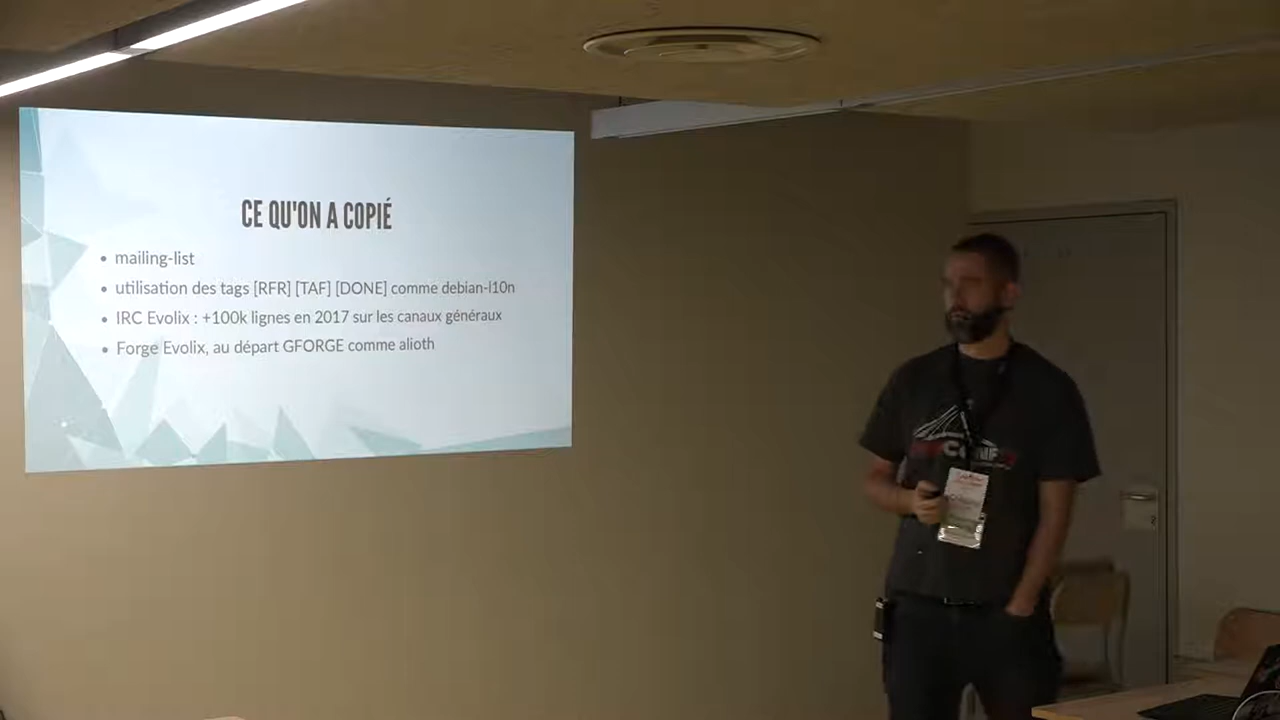 CE QU'ON A COPIÉ
• mailing-list
• utilisation des tags [RFR] [TAF] [DONE] comme debian-l10n
• IRC Evolix : +100k lignes en 2017 sur les canaux généraux
• Forge Evolix, au départ GFORGE comme alioth